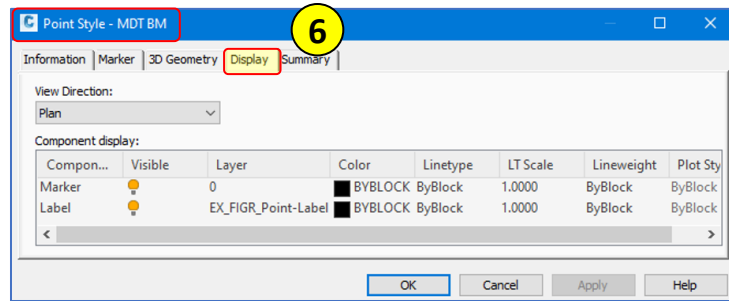 Point Style - MDT BM
6
Information Marker 3D Geometry Display Summary
View Direction:
Plan
Component display:
Compon... Visible Layer Color Linetype LT Scale Lineweight Plot Sty
Marker 0 BYBLOCK ByBlock 1.0000 ByBlock ByBlock
Label EX_FIGR_Point-Label BYBLOCK ByBlock 1.0000 ByBlock ByBlock
OK Cancel Apply Help